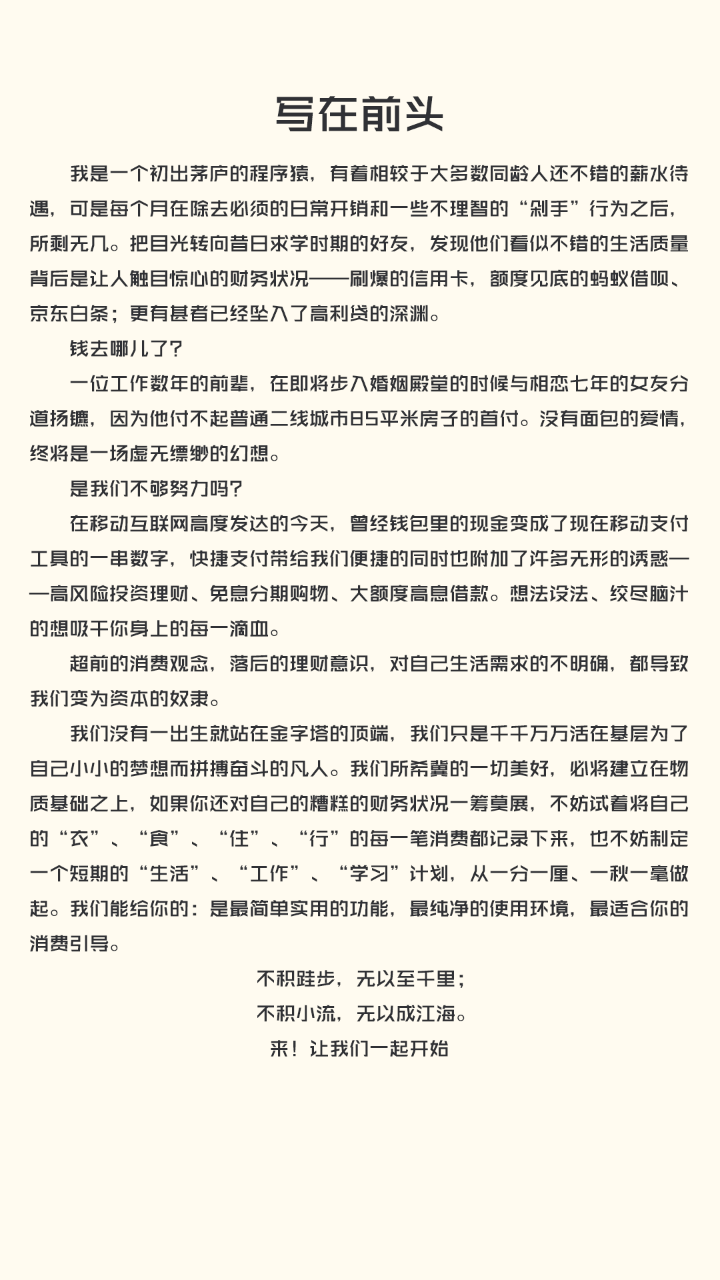 写在前头
我是一个初出茅庐的程序猿，有着相较于大多数同龄人还不错的薪水待
遇，可是每个月在除去必须的日常开销和一些不理智的“剁手”行为之后，
所剩无几。把目光转向昔日求学时期的好友，发现他们看似不错的生活质量
背后是让人触目惊心的财务状况——刷爆的信用卡，额度见底的蚂蚁借呗、
京东白条；更有甚者已经坠入了高利贷的深渊。
钱去哪儿了？
一位工作数年的前辈，在即将步入婚姻殿堂的时候与相恋七年的女友分
道扬镳，因为他付不起普通二线城市85平米房子的首付。没有面包的爱情，
终将是一场虚无缥缈的幻想。
是我们不够努力吗？
在移动互联网高度发达的今天，曾经钱包里的现金变成了现在移动支付
工具的一串数字，快捷支付带给我们便捷的同时也附加了许多无形的诱惑—
—高风险投资理财、免息分期购物、大额度高息借款。想法设法、绞尽脑汁
的想吸干你身上的每一滴血。
超前的消费观念，落后的理财意识，对自己生活需求的不明确，都导致
我们变为资本的奴隶。
我们没有一出生就站在金字塔的顶端，我们只是千千万万活在基层为了
自己小小的梦想而拼搏奋斗的凡人。我们所希冀的一切美好，必将建立在物
质基础之上，如果你还对自己的糟糕的财务状况一筹莫展，不妨试着将自己
的“衣”、“食”、“住”、“行”的每一笔消费都记录下来，也不妨制定
一个短期的“生活”、“工作”、“学习”计划，从一分一厘、一秋一毫做
起。我们能给你的：是最简单实用的功能，最纯净的使用环境，最适合你的
消费引导。
不积跬步，无以至千里；
不积小流，无以成江海。
来！让我们一起开始